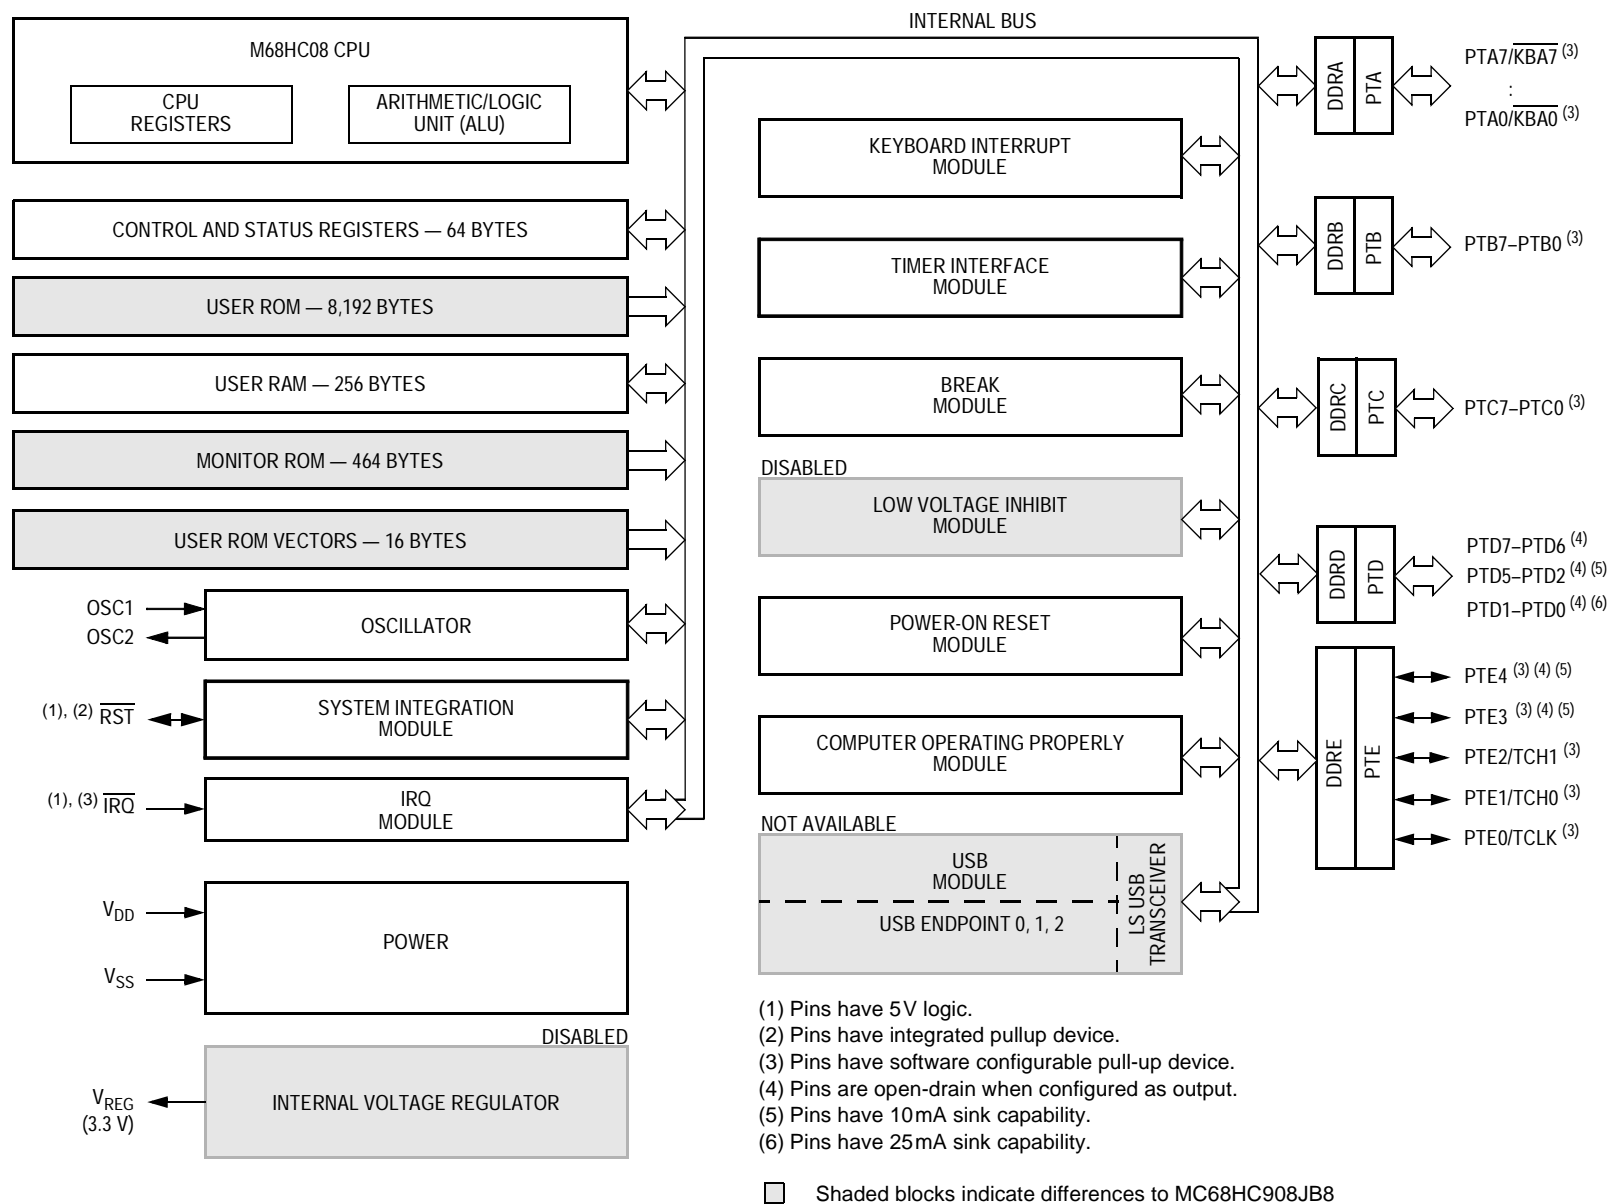 INTERNAL BUS
M68HC08 CPU
CPU
REGISTERS
ARITHMETIC/LOGIC
UNIT (ALU)
CONTROL AND STATUS REGISTERS — 64 BYTES
USER ROM — 8,192 BYTES
USER RAM — 256 BYTES
MONITOR ROM — 464 BYTES
USER ROM VECTORS — 16 BYTES
OSC1
OSC2
OSCILLATOR
(1), (2) RST
SYSTEM INTEGRATION
MODULE
(1), (3) IRQ
IRQ
MODULE
VDD
VSS
POWER
DISABLED
VREG
(3.3 V)
INTERNAL VOLTAGE REGULATOR
KEYBOARD INTERRUPT
MODULE
TIMER INTERFACE
MODULE
BREAK
MODULE
DISABLED
LOW VOLTAGE INHIBIT
MODULE
POWER-ON RESET
MODULE
COMPUTER OPERATING PROPERLY
MODULE
NOT AVAILABLE
USB
MODULE
USB ENDPOINT 0, 1, 2
LS USB
TRANSCEIVER
DDRA
PTA
PTA7/KBA7 (3)
:
PTA0/KBA0 (3)
DDRB
PTB
PTB7–PTB0 (3)
DDRC
PTC
PTC7–PTC0 (3)
DDRD
PTD
PTD7–PTD6 (4)
PTD5–PTD2 (4) (5)
PTD1–PTD0 (4) (6)
DDRE
PTE
PTE4 (3) (4) (5)
PTE3 (3) (4) (5)
PTE2/TCH1 (3)
PTE1/TCH0 (3)
PTE0/TCLK (3)
(1) Pins have 5V logic.
(2) Pins have integrated pullup device.
(3) Pins have software configurable pull-up device.
(4) Pins are open-drain when configured as output.
(5) Pins have 10mA sink capability.
(6) Pins have 25mA sink capability.
Shaded blocks indicate differences to MC68HC908JB8